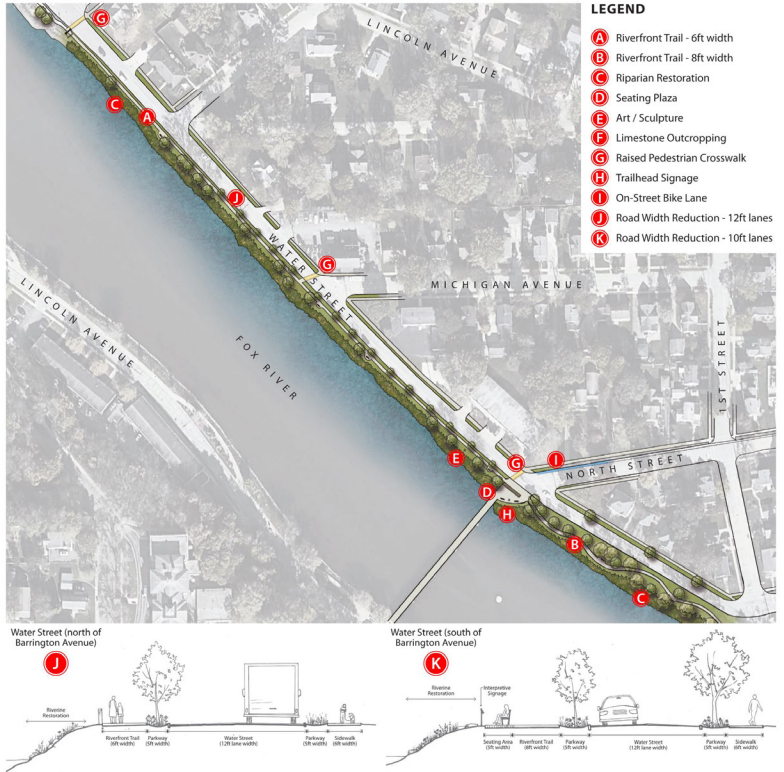 LEGEND
A Riverfront Trail - 6ft width
B Riverfront Trail - 8ft width
C Riparian Restoration
D Seating Plaza
E Art / Sculpture
F Limestone Outcropping
G Raised Pedestrian Crosswalk
H Trailhead Signage
I On-Street Bike Lane
J Road Width Reduction - 12ft lanes
K Road Width Reduction - 10ft lanes
G
LINCOLN AVENUE
C
A
J
WATER STREET
G
MICHIGAN AVENUE
LINCOLN AVENUE
FOX RIVER
1ST STREET
E
G
I
NORTH STREET
D
H
B
C
Water Street (north of
Barrington Avenue)
J
Riverine
Restoration
Riverfront Trail
(6ft width)
Parkway
(5ft width)
Water Street
(12ft lane width)
Parkway
(5ft width)
Sidewalk
(6ft width)
Water Street (south of
Barrington Avenue)
K
Riverine
Restoration
Interpretive
Signage
Seating Area
(5ft width)
Riverfront Trail
(8ft width)
Parkway
(5ft width)
Water Street
(12ft lane width)
Parkway
(5ft width)
Sidewalk
(6ft width)